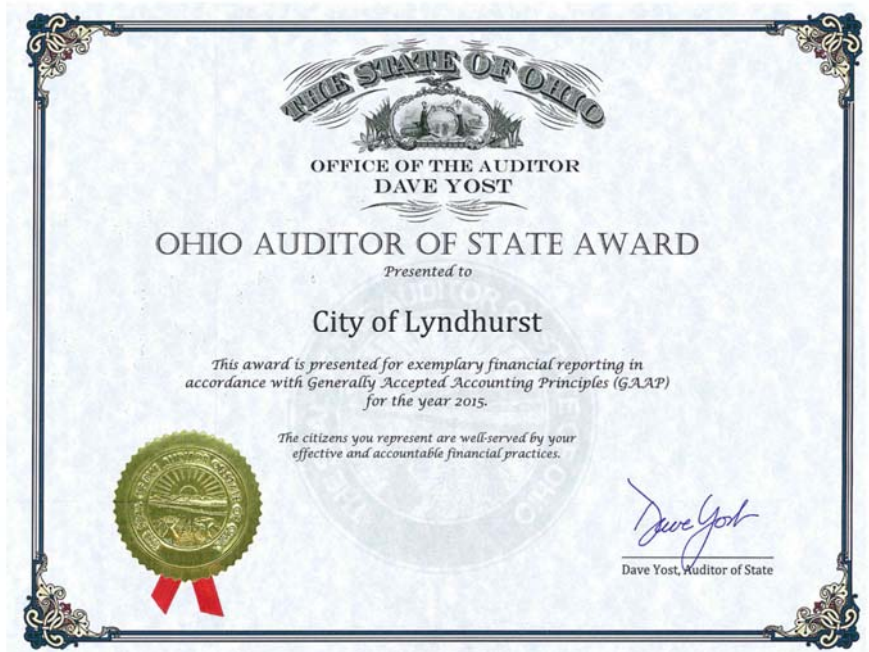 THE STATE OF OHIO
OFFICE OF THE AUDITOR
DAVE YOST
OHIO AUDITOR OF STATE AWARD
Presented to
City of Lyndhurst
This award is presented for exemplary financial reporting in
accordance with Generally Accepted Accounting Principles (GAAP)
for the year 2015.
The citizens you represent are well-served by your
effective and accountable financial practices.
Dave Yost
Dave Yost, Auditor of State